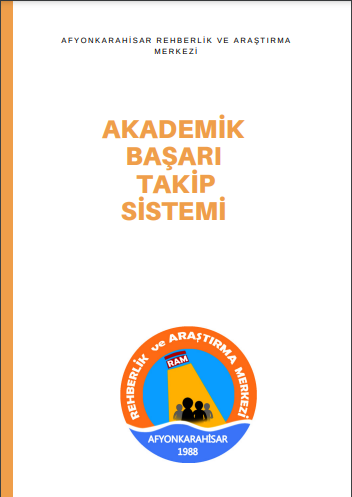 AFYONKARAHİSAR REHBERLİK VE ARAŞTIRMA
MERKEZİ
AKADEMİK
BAŞARI
TAKİP
SİSTEMİ
REHBERLİK ve ARAŞTIRMA MERKEZİ
RAM
AFYONKARAHİSAR
1988